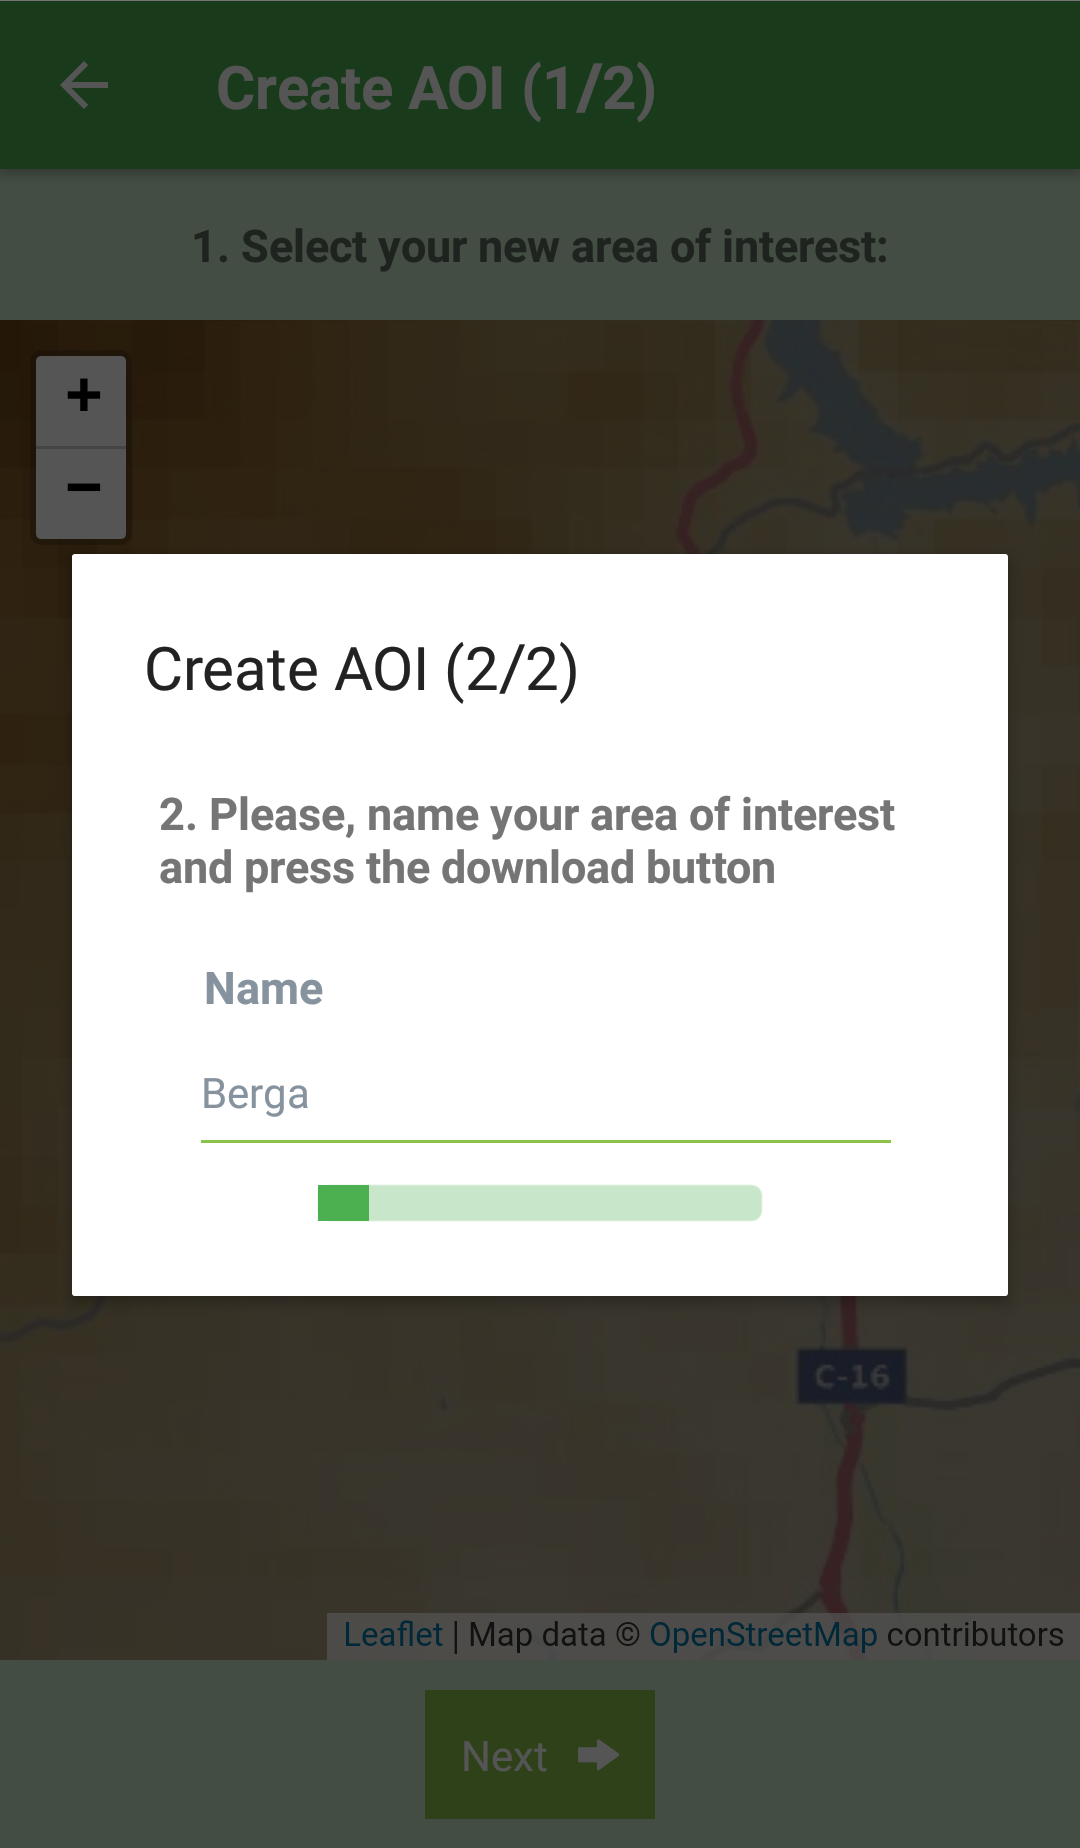 Create AOI (1/2)
1. Select your new area of interest:
+
−
Create AOI (2/2)
2. Please, name your area of interest
and press the download button
Name
Berga
C-16
Leaflet | Map data © OpenStreetMap contributors
Next